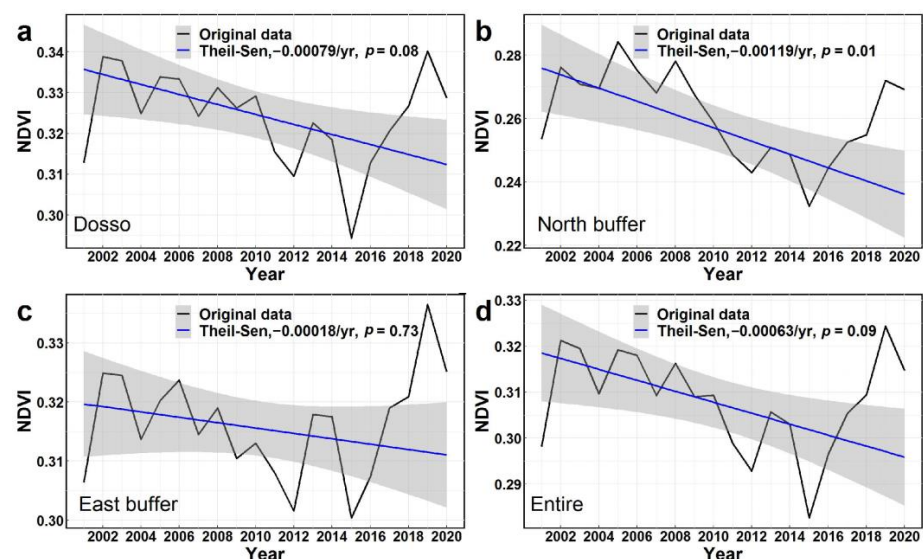 a
Original data
Theil-Sen,−0.00079/yr, p = 0.08
NDVI
0.34
0.33
0.32
0.31
0.30
Dosso
2002 2004 2006 2008 2010 2012 2014 2016 2018 2020
Year
b
Original data
Theil-Sen,−0.00119/yr, p = 0.01
NDVI
0.28
0.26
0.24
0.22
North buffer
2002 2004 2006 2008 2010 2012 2014 2016 2018 2020
Year
c
Original data
Theil-Sen,−0.00018/yr, p = 0.73
NDVI
0.33
0.32
0.31
0.30
East buffer
2002 2004 2006 2008 2010 2012 2014 2016 2018 2020
Year
d
Original data
Theil-Sen,−0.00063/yr, p = 0.09
NDVI
0.33
0.32
0.31
0.30
0.29
Entire
2002 2004 2006 2008 2010 2012 2014 2016 2018 2020
Year